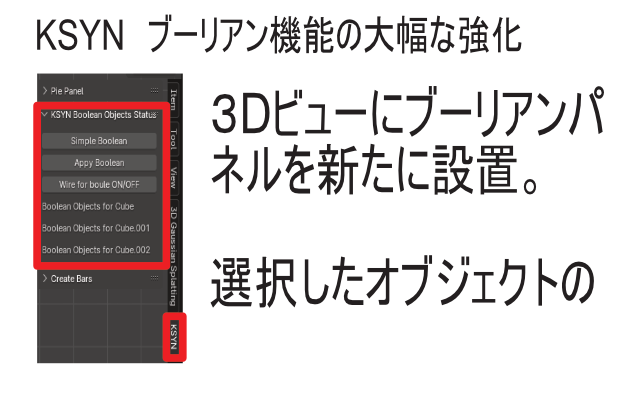 KSYN ブーリアン機能の大幅な強化
Pie Panel
KSYN Boolean Objects Status
Simple Boolean
Appy Boolean
Wire for boule ON/OFF
Boolean Objects for Cube
Boolean Objects for Cube.001
Boolean Objects for Cube.002
Create Bars
Item
Tool
View
3D Gaussian Splatting
KSYN
3Dビューにブーリアンパ
ネルを新たに設置。
選択したオブジェクトの